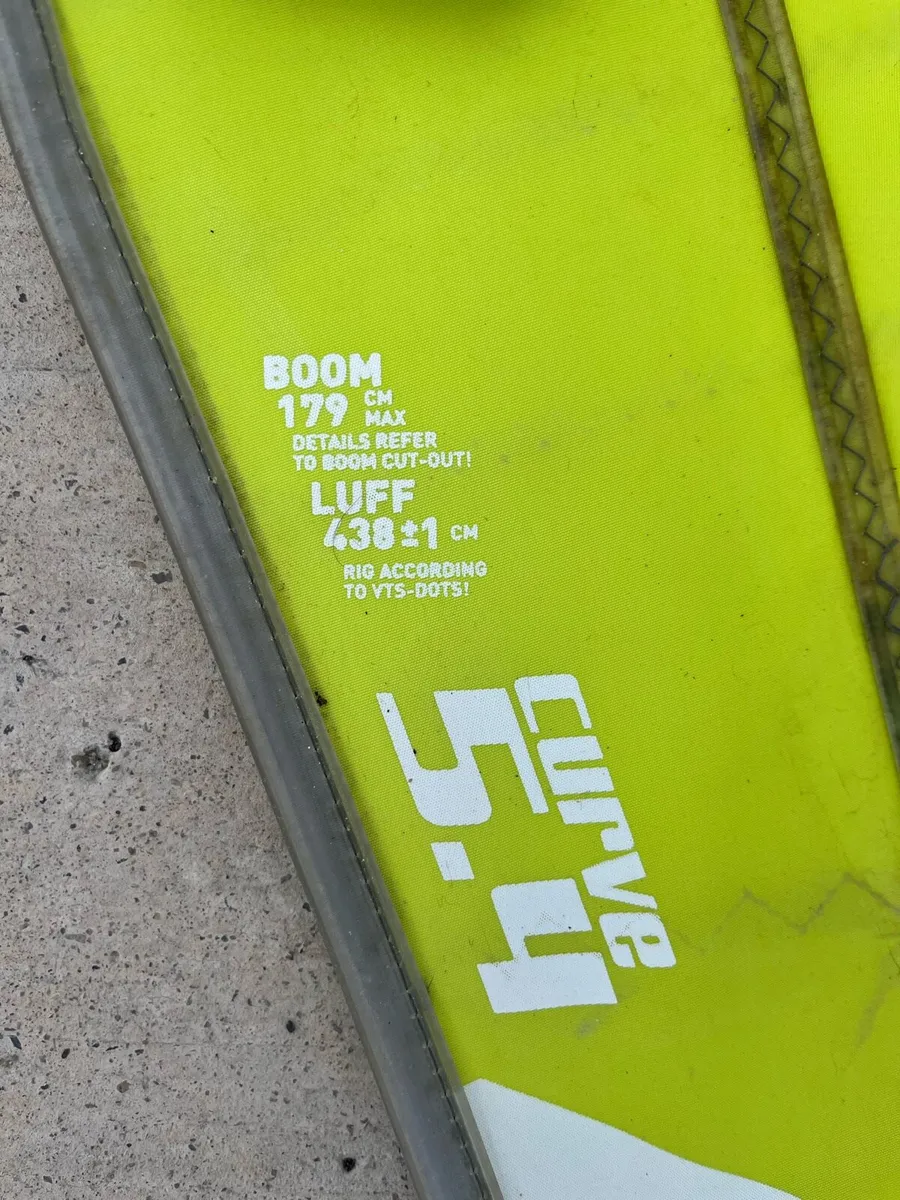 BOOM
179 CM MAX
DETAILS REFER
TO BOOM CUT-OUT!
LUFF
438±1 CM
RIG ACCORDING
TO VTS-DOTS!
curve
5.4